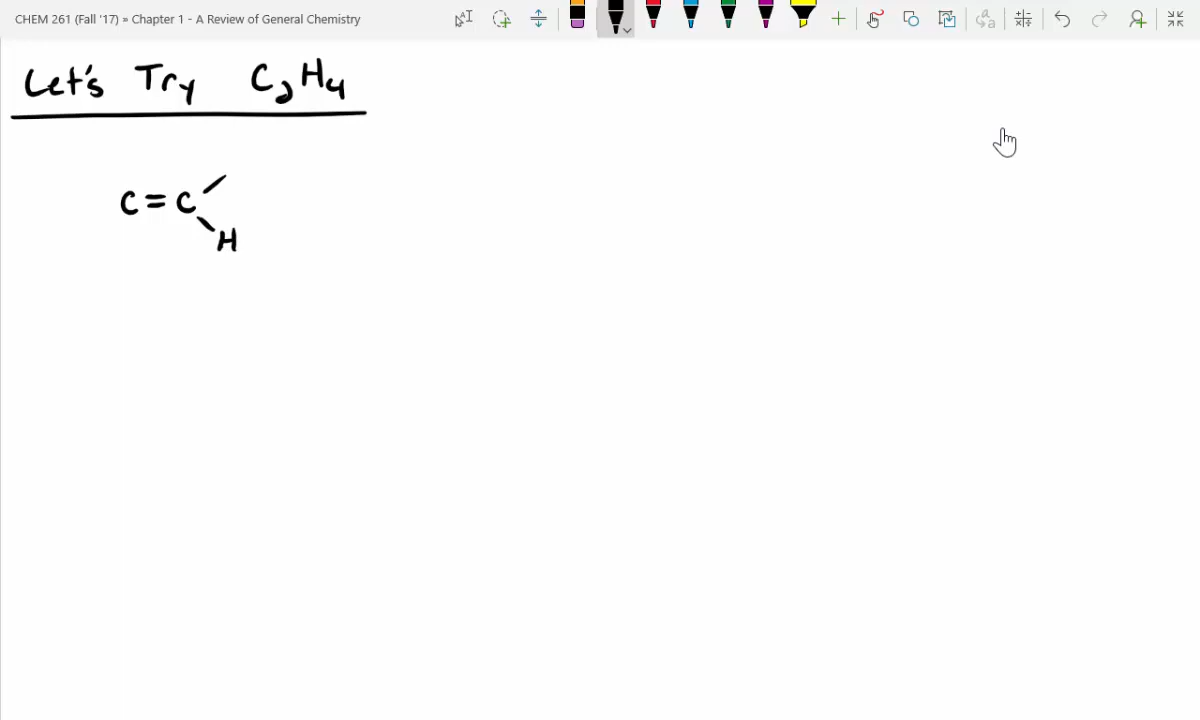 CHEM 261 (Fall '17) » Chapter 1 - A Review of General Chemistry
Let's Try C₂H₄
C=C
H